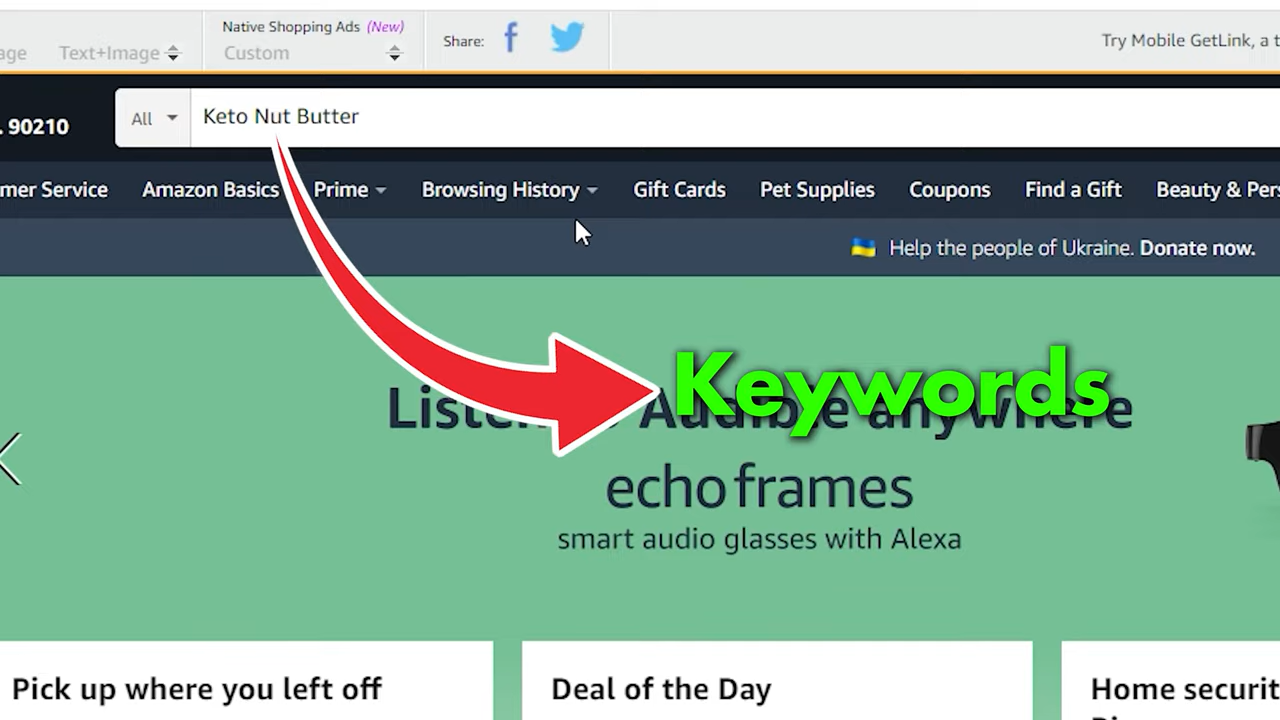 Native Shopping Ads (New)
age Text+Image Custom Share: Try Mobile GetLink, a t
. 90210 All Keto Nut Butter
mer Service Amazon Basics Prime Browsing History Gift Cards Pet Supplies Coupons Find a Gift Beauty & Pers
Help the people of Ukraine. Donate now.
Keywords
Listen Audible anywhere
echo frames
smart audio glasses with Alexa
Pick up where you left off Deal of the Day Home securit